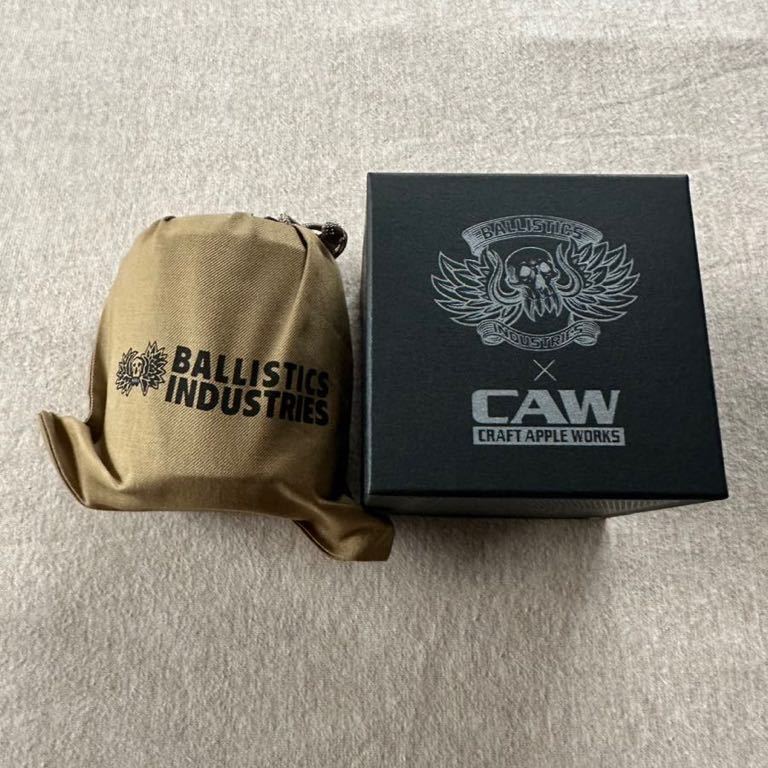 BALLISTICS
INDUSTRIES
BALLISTICS
INDUSTRIES
×
CAW
CRAFT APPLE WORKS